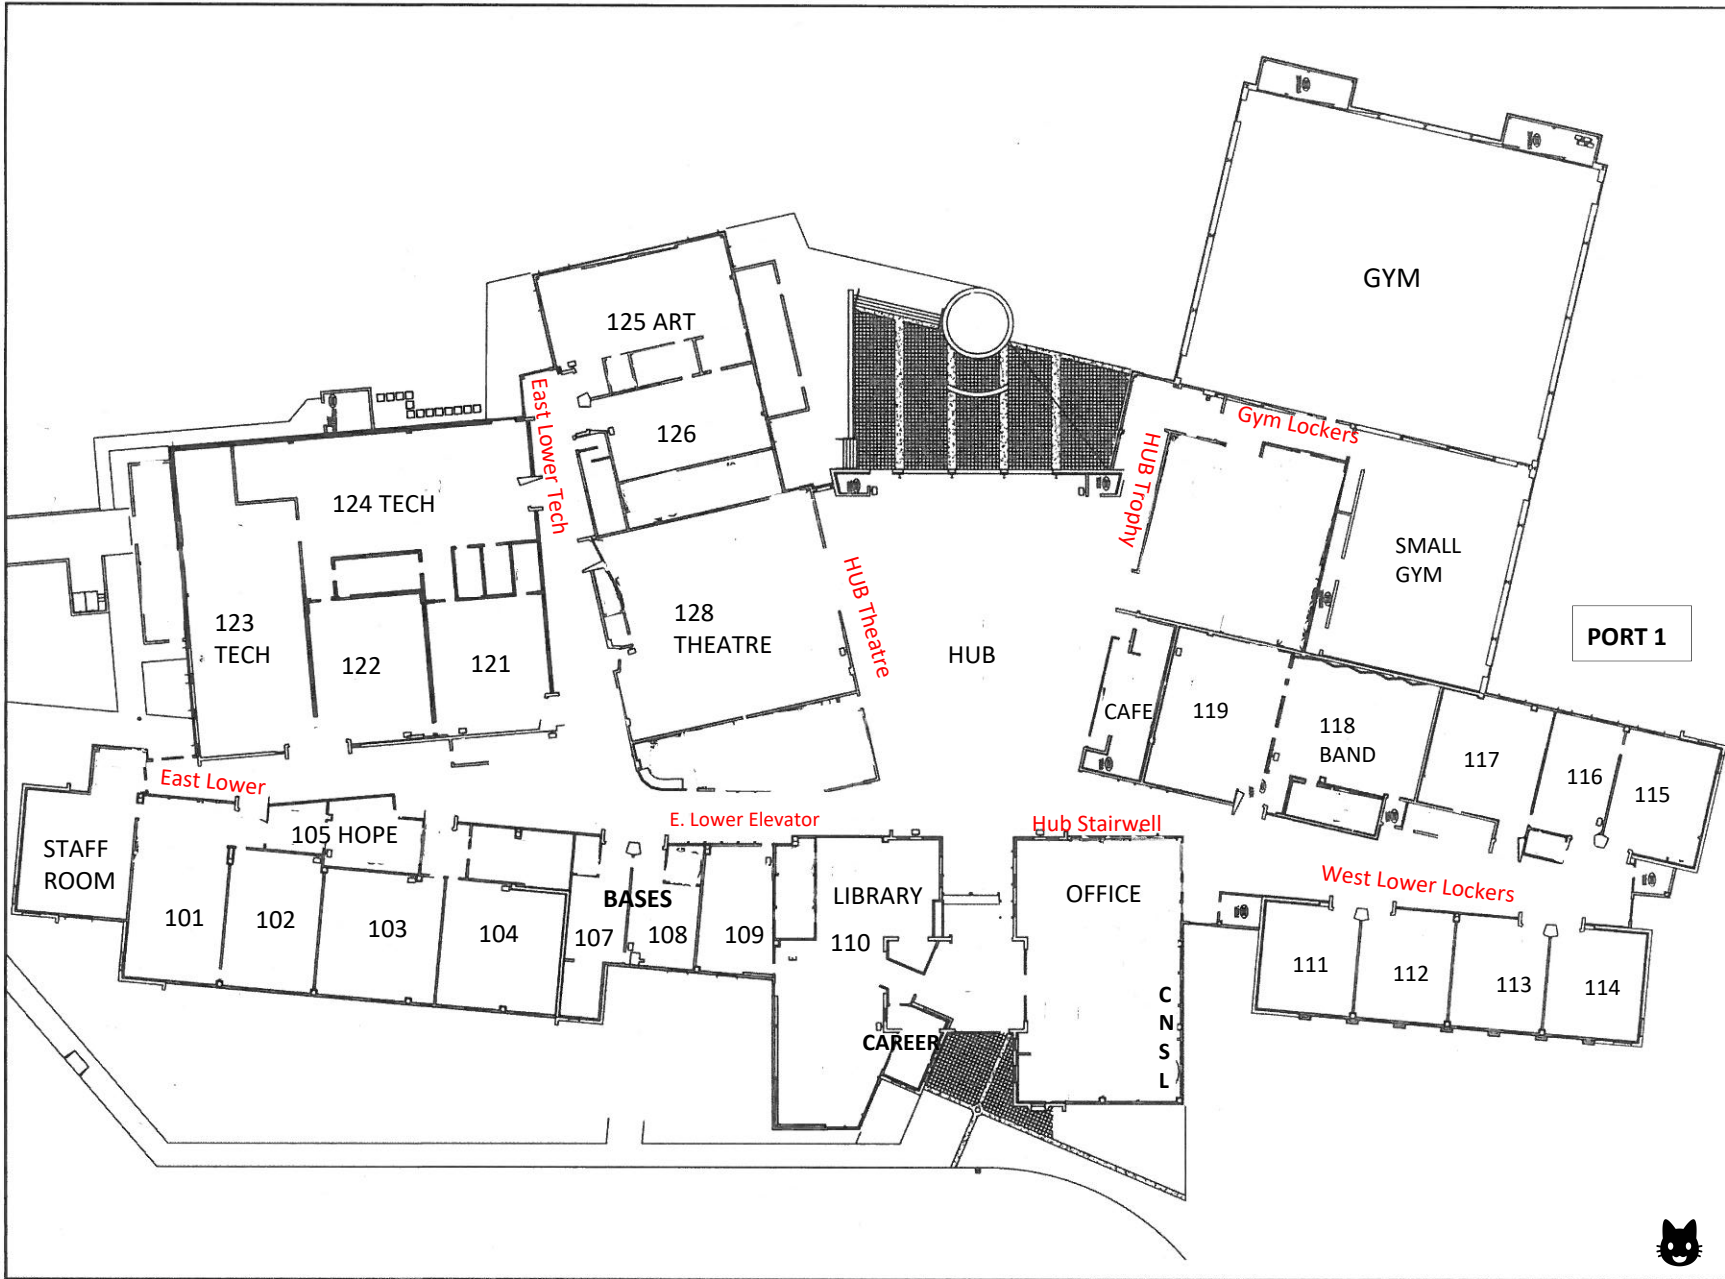 GYM
125 ART
Gym Lockers
East Lower Tech
126
HUB Trophy
124 TECH
SMALL
GYM
HUB Theatre
123
TECH
128
THEATRE
PORT 1
122
121
HUB
CAFE
119
118
BAND
117
116
115
East Lower
E. Lower Elevator
Hub Stairwell
105 HOPE
STAFF
ROOM
West Lower Lockers
BASES
LIBRARY
OFFICE
101
102
103
104
107
108
109
110
111
112
113
114
CNSL
CAREER